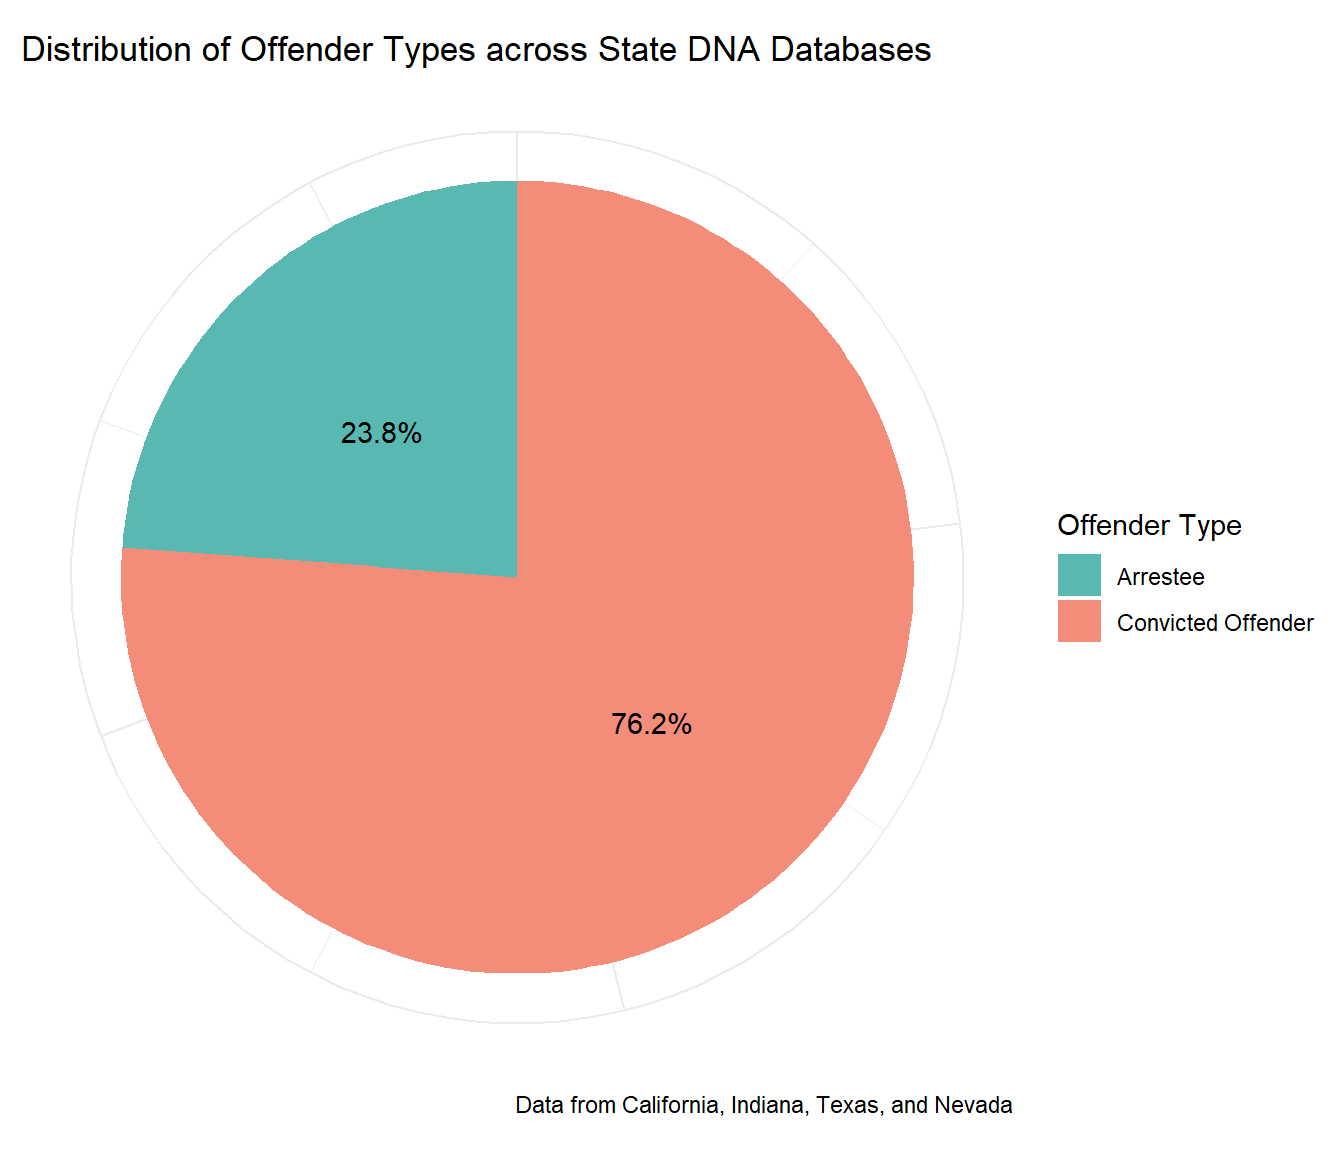 Distribution of Offender Types across State DNA Databases
23.8%
76.2%
Offender Type
Arrestee
Convicted Offender
Data from California, Indiana, Texas, and Nevada